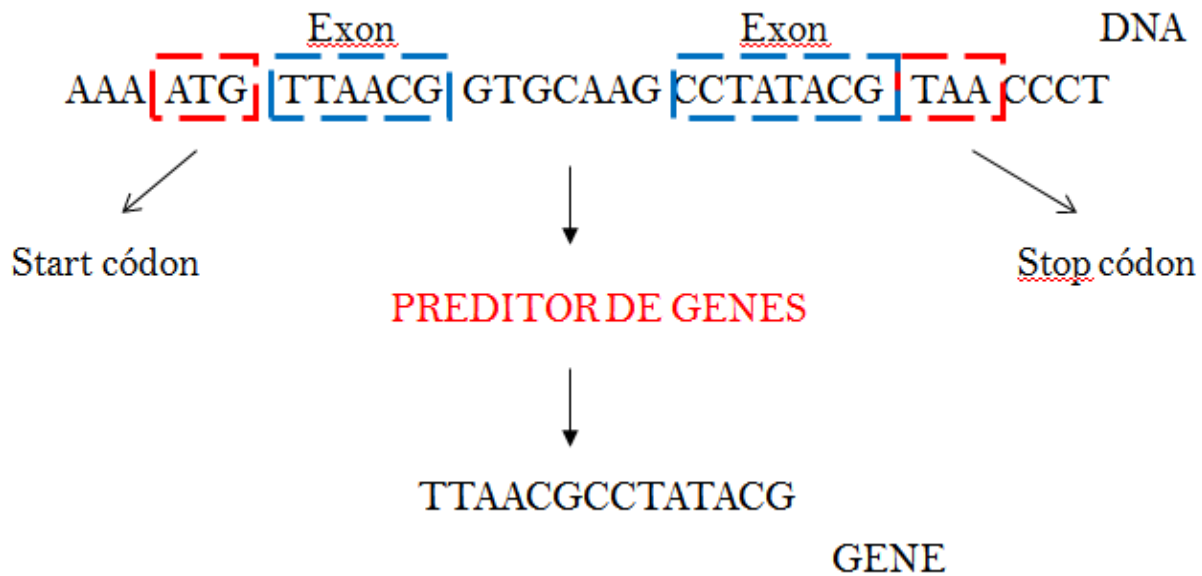 Exon Exon DNA
AAA ATG TTAACG GTGCAAG CCTATACG TAA CCCT
Start códon Stop códon
PREDITOR DE GENES
TTAACGCCTATACG
GENE